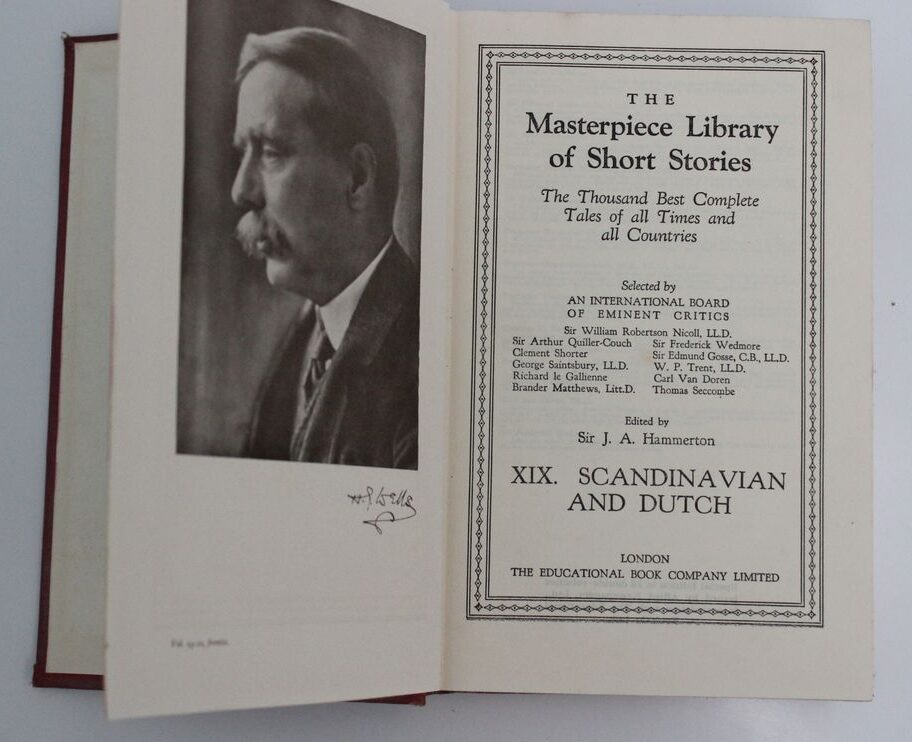 H. G. Wells
THE
Masterpiece Library
of Short Stories
The Thousand Best Complete
Tales of all Times and
all Countries
Selected by
AN INTERNATIONAL BOARD
OF EMINENT CRITICS
Sir William Robertson Nicoll, LL.D.
Sir Arthur Quiller-Couch Sir Frederick Wedmore
Clement Shorter Sir Edmund Gosse, C.B., LL.D.
George Saintsbury, LL.D. W. P. Trent, LL.D.
Richard le Gallienne Carl Van Doren
Brander Matthews, Litt.D. Thomas Seccombe
Edited by
Sir J. A. Hammerton
XIX. SCANDINAVIAN
AND DUTCH
LONDON
THE EDUCATIONAL BOOK COMPANY LIMITED